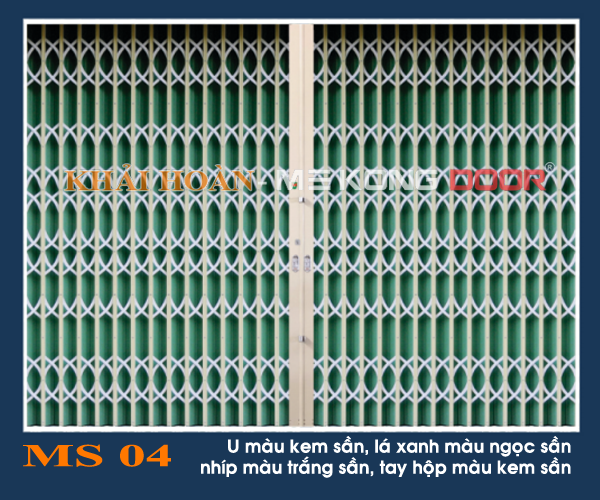 KHẢI HOÀN - MEKONG DOOR®
MS 04
U màu kem sần, lá xanh màu ngọc sần
nhíp màu trắng sần, tay hộp màu kem sần